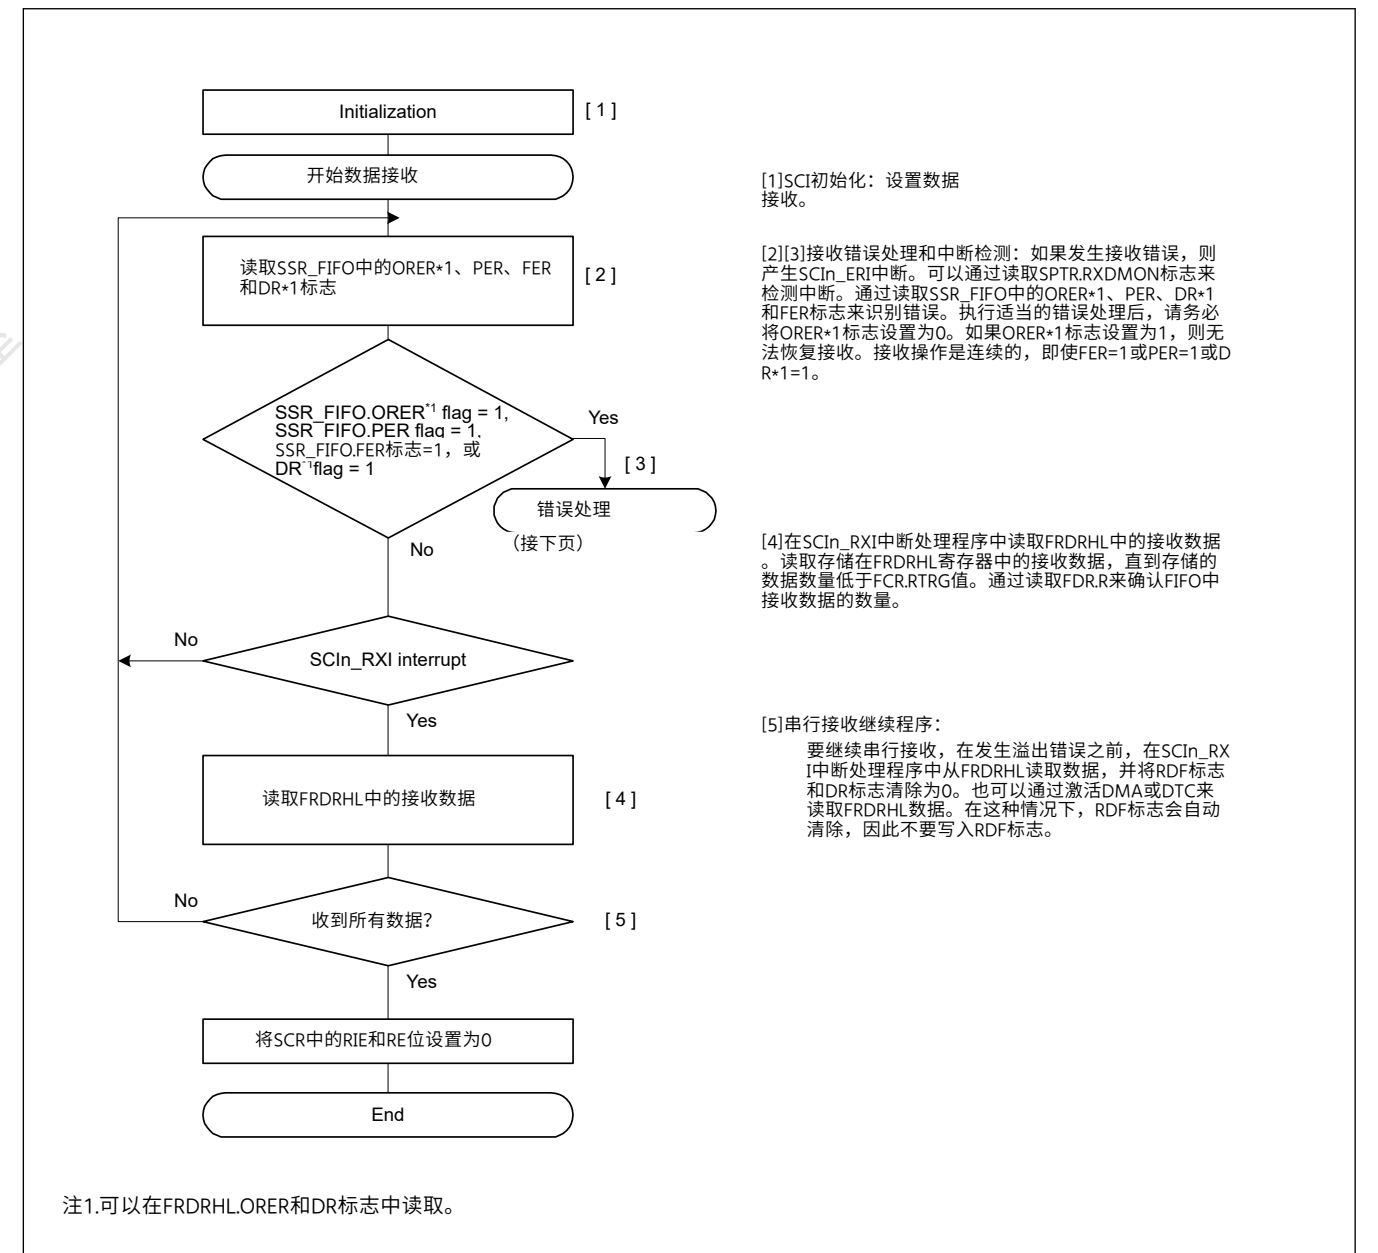 Initialization
[ 1 ]
开始数据接收
读取SSR_FIFO中的ORER*1、PER、FER
和DR*1标志
[ 2 ]
SSR_FIFO.ORER*1 flag = 1,
SSR_FIFO.PER flag = 1,
SSR_FIFO.FER标志=1，或
DR*1flag = 1
Yes
[ 3 ]
错误处理
（接下页）
No
No
SCIn_RXI interrupt
Yes
读取FRDRHL中的接收数据
[ 4 ]
No
收到所有数据？
[ 5 ]
Yes
将SCR中的RIE和RE位设置为0
End
[1]SCI初始化：设置数据
接收。
[2][3]接收错误处理和中断检测：如果发生接收错误，则
产生SCIn_ERI中断。可以通过读取SPTR.RXDMON标志来
检测中断。通过读取SSR_FIFO中的ORER*1、PER、DR*1
和FER标志来识别错误。执行适当的错误处理后，请务必
将ORER*1标志设置为0。如果ORER*1标志设置为1，则无
法恢复接收。接收操作是连续的，即使FER=1或PER=1或D
R*1=1。
[4]在SCIn_RXI中断处理程序中读取FRDRHL中的接收数据
。读取存储在FRDRHL寄存器中的接收数据，直到存储的
数据数量低于FCR.RTRG值。通过读取FDR.R来确认FIFO中
接收数据的数量。
[5]串行接收继续程序：
要继续串行接收，在发生溢出错误之前，在SCIn_RX
I中断处理程序中从FRDRHL读取数据，并将RDF标志
和DR标志清除为0。也可以通过激活DMA或DTC来
读取FRDRHL数据。在这种情况下，RDF标志会自动
清除，因此不要写入RDF标志。
注1.可以在FRDRHL.ORER和DR标志中读取。